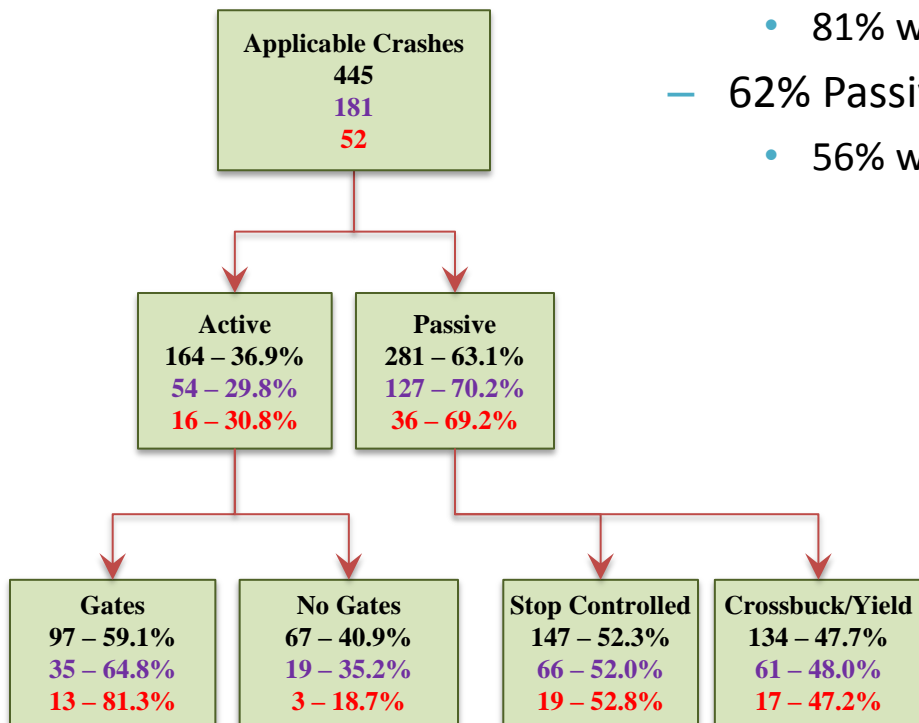 Applicable Crashes
445
181
52
• 81% w
– 62% Passi
• 56% w
Active
164 – 36.9%
54 – 29.8%
16 – 30.8%
Passive
281 – 63.1%
127 – 70.2%
36 – 69.2%
Gates
97 – 59.1%
35 – 64.8%
13 – 81.3%
No Gates
67 – 40.9%
19 – 35.2%
3 – 18.7%
Stop Controlled
147 – 52.3%
66 – 52.0%
19 – 52.8%
Crossbuck/Yield
134 – 47.7%
61 – 48.0%
17 – 47.2%